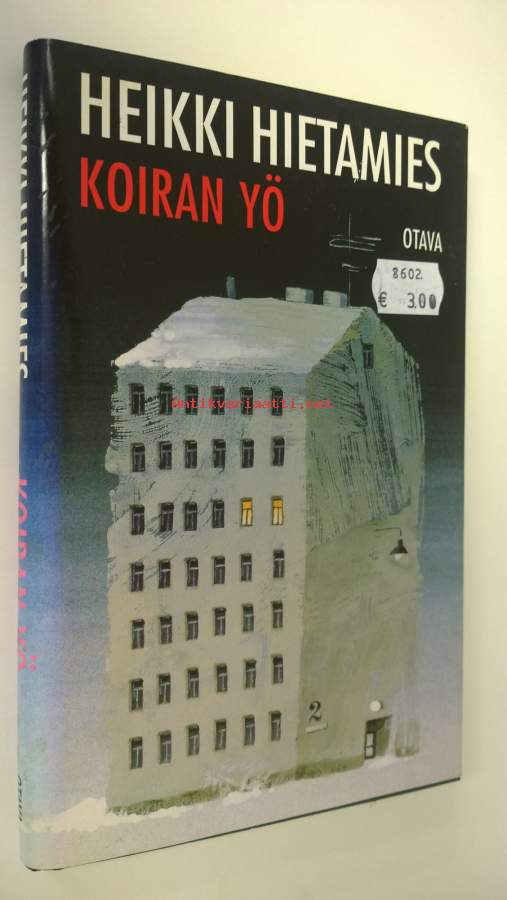 HEIKKI HIETAMIES
KOIRAN YÖ
OTAVA
8602
€ 3.00
antikvariaatti.net
2
HEIKKI HIETAMIES
KOIRAN YÖ
OTAVA